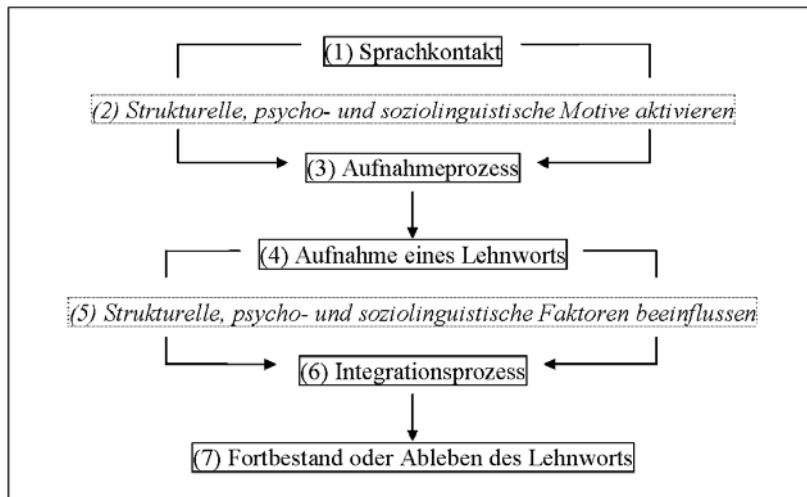 (1) Sprachkontakt
(2) Strukturelle, psycho- und soziolinguistische Motive aktivieren
(3) Aufnahmeprozess
(4) Aufnahme eines Lehnworts
(5) Strukturelle, psycho- und soziolinguistische Faktoren beeinflussen
(6) Integrationsprozess
(7) Fortbestand oder Ableben des Lehnworts